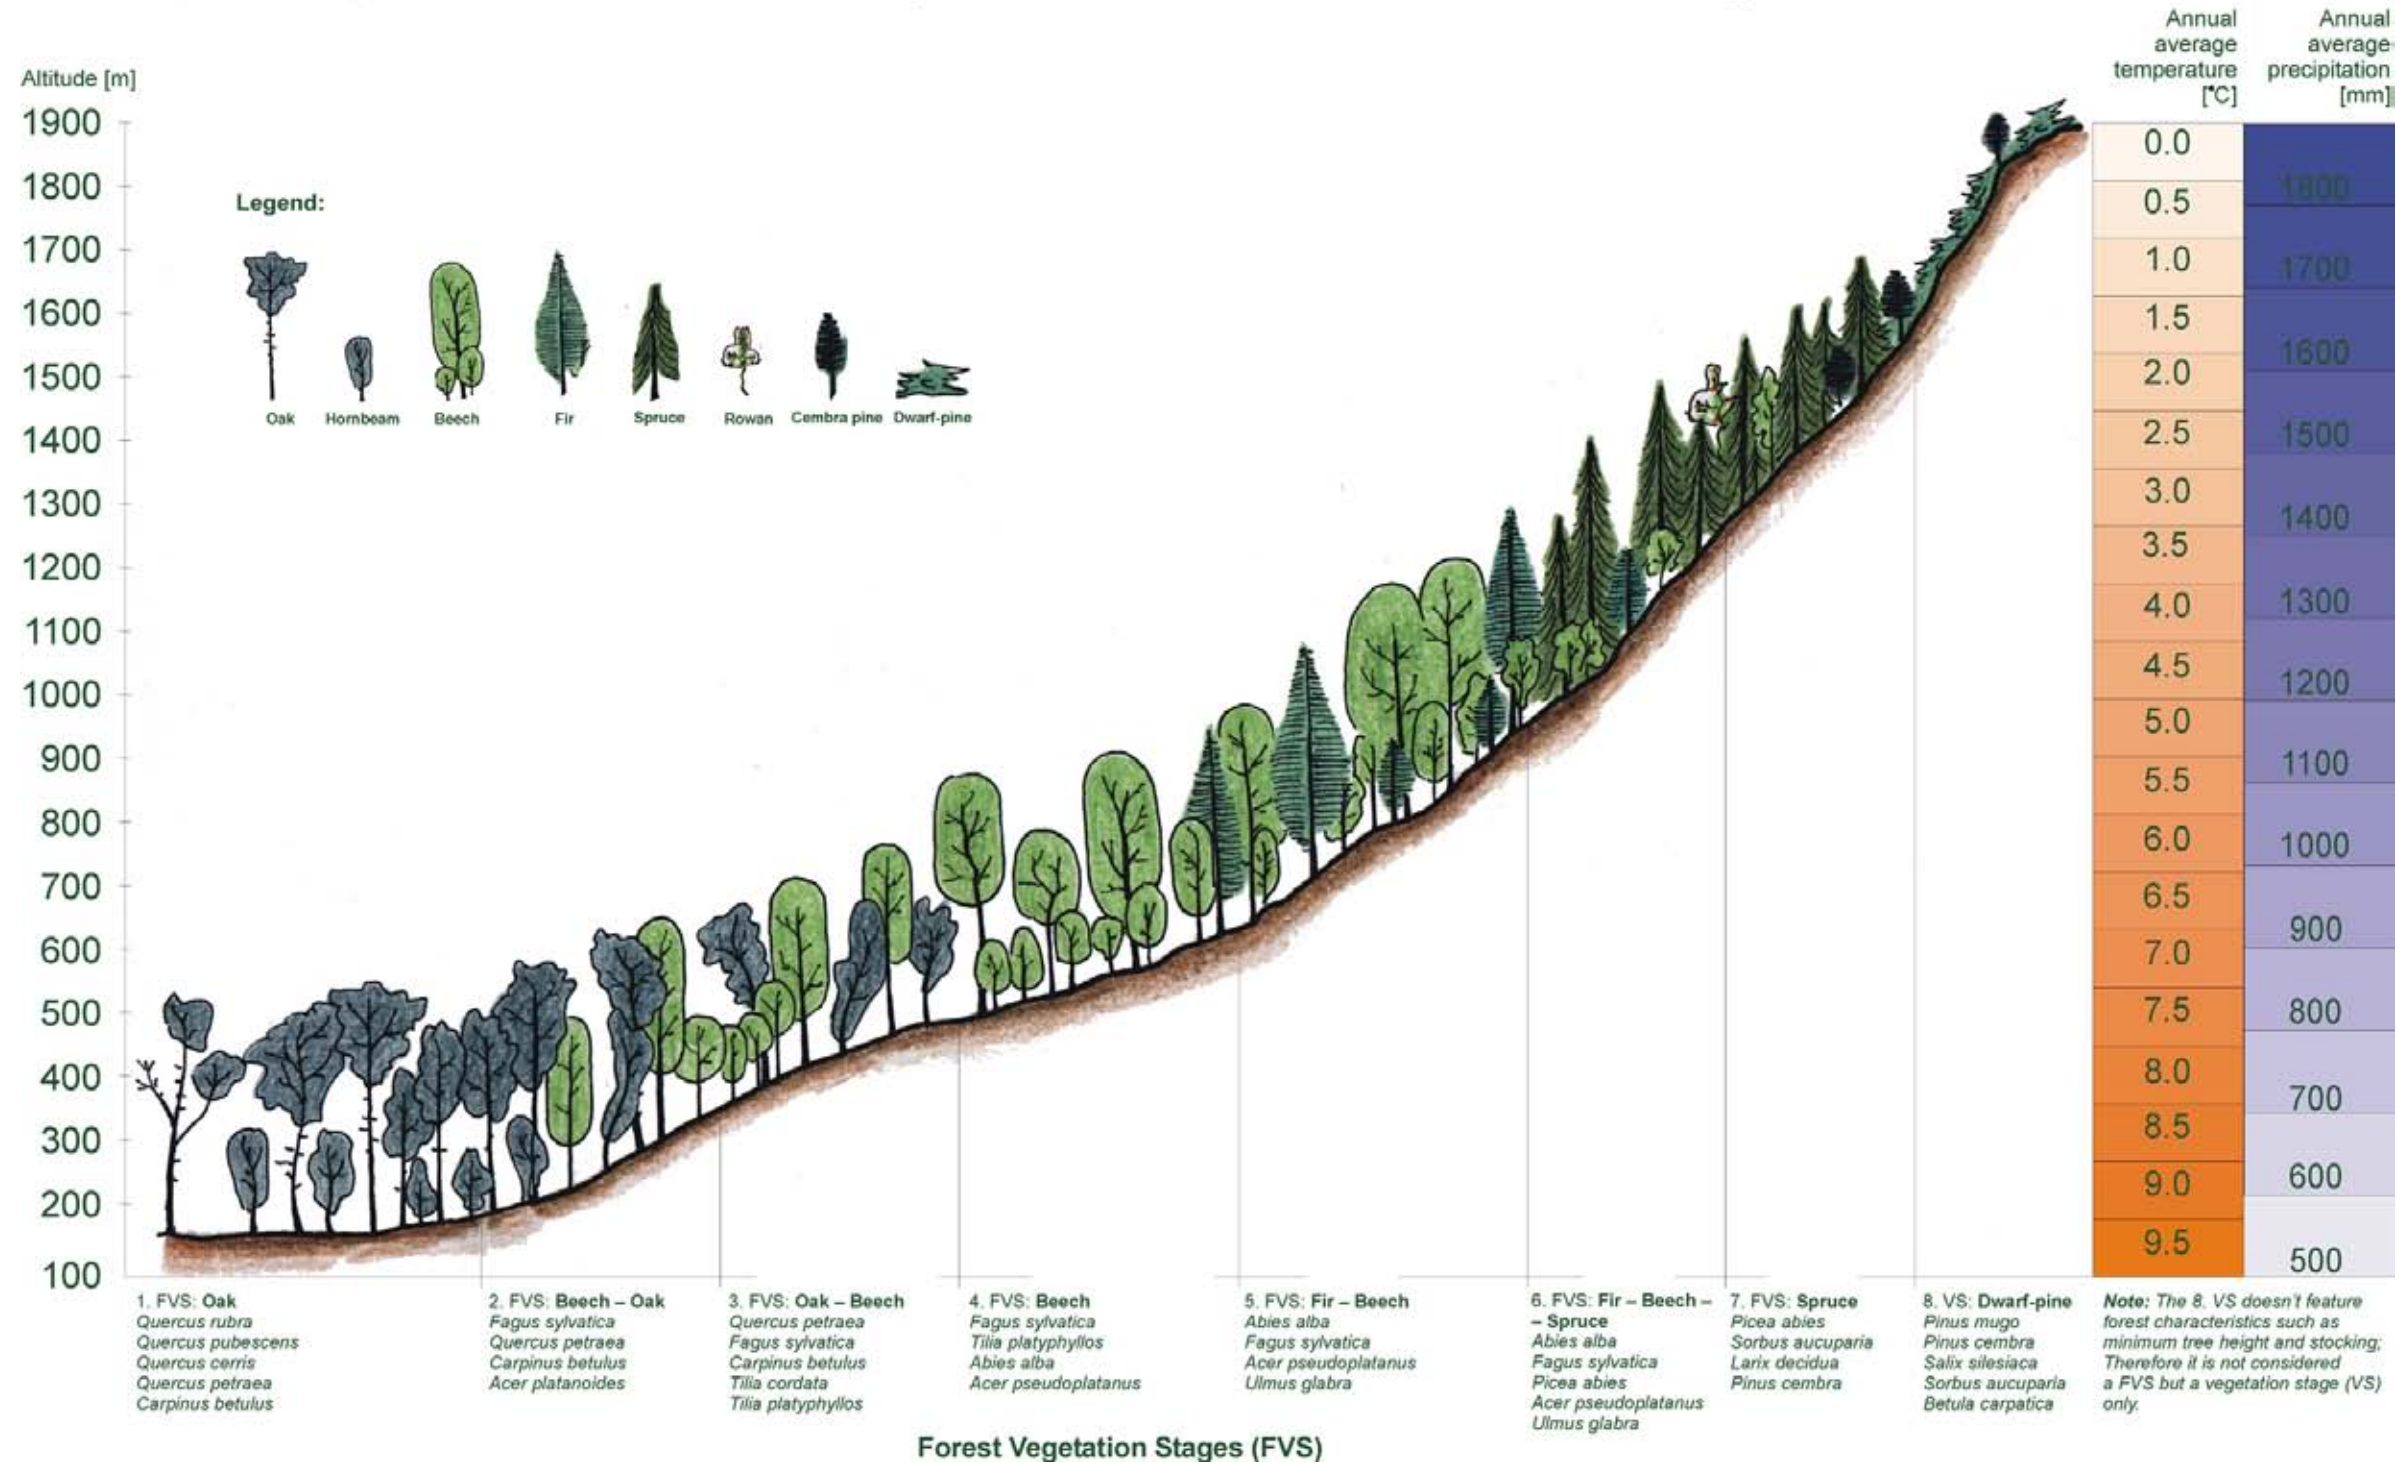 Altitude [m]
1900
1800
1700
1600
1500
1400
1300
1200
1100
1000
900
800
700
600
500
400
300
200
100
Legend:
Oak
Hornbeam
Beech
Fir
Spruce
Rowan
Cembra pine
Dwarf-pine
Annual
average
temperature
[°C]
0.0
0.5
1.0
1.5
2.0
2.5
3.0
3.5
4.0
4.5
5.0
5.5
6.0
6.5
7.0
7.5
8.0
8.5
9.0
9.5
Annual
average
precipitation
[mm]
1800
1700
1600
1500
1400
1300
1200
1100
1000
900
800
700
600
500
1. FVS: Oak
Quercus rubra
Quercus pubescens
Quercus cerris
Quercus petraea
Carpinus betulus
2. FVS: Beech – Oak
Fagus sylvatica
Quercus petraea
Carpinus betulus
Acer platanoides
3. FVS: Oak – Beech
Quercus petraea
Fagus sylvatica
Carpinus betulus
Tilia cordata
Tilia platyphyllos
4. FVS: Beech
Fagus sylvatica
Tilia platyphyllos
Abies alba
Acer pseudoplatanus
5. FVS: Fir – Beech
Abies alba
Fagus sylvatica
Acer pseudoplatanus
Ulmus glabra
6. FVS: Fir – Beech –
– Spruce
Abies alba
Fagus sylvatica
Picea abies
Acer pseudoplatanus
Ulmus glabra
7. FVS: Spruce
Picea abies
Sorbus aucuparia
Larix decidua
Pinus cembra
8. VS: Dwarf-pine
Pinus mugo
Pinus cembra
Salix silesiaca
Sorbus aucuparia
Betula carpatica
Note: The 8. VS doesn't feature
forest characteristics such as
minimum tree height and stocking;
Therefore it is not considered
a FVS but a vegetation stage (VS)
only.
Forest Vegetation Stages (FVS)